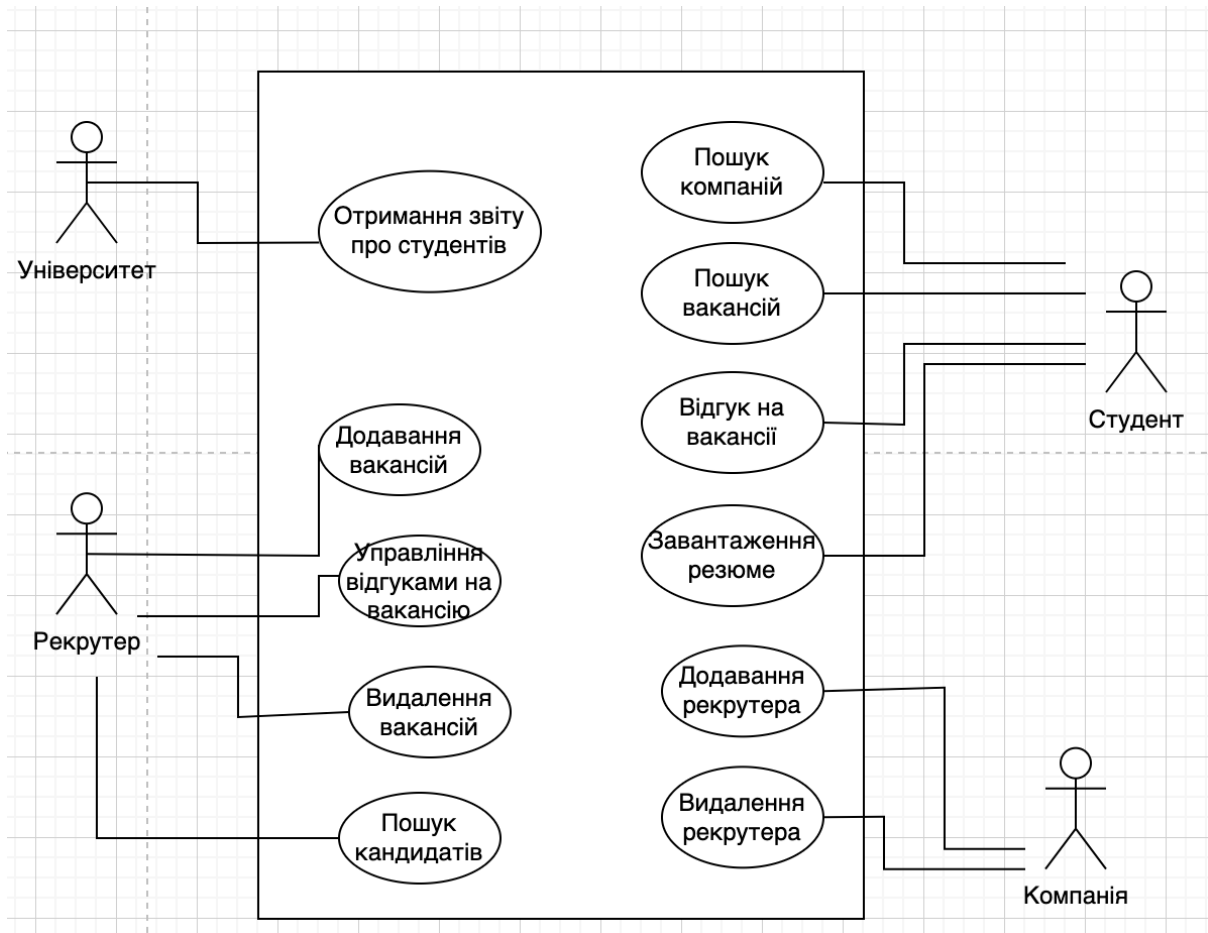 Університет
Отримання звіту
про студентів
Рекрутер
Додавання
вакансій
Управління
відгуками на
вакансію
Видалення
вакансій
Пошук
кандидатів
Пошук
компаній
Пошук
вакансій
Відгук на
вакансії
Завантаження
резюме
Студент
Додавання
рекрутера
Видалення
рекрутера
Компанія